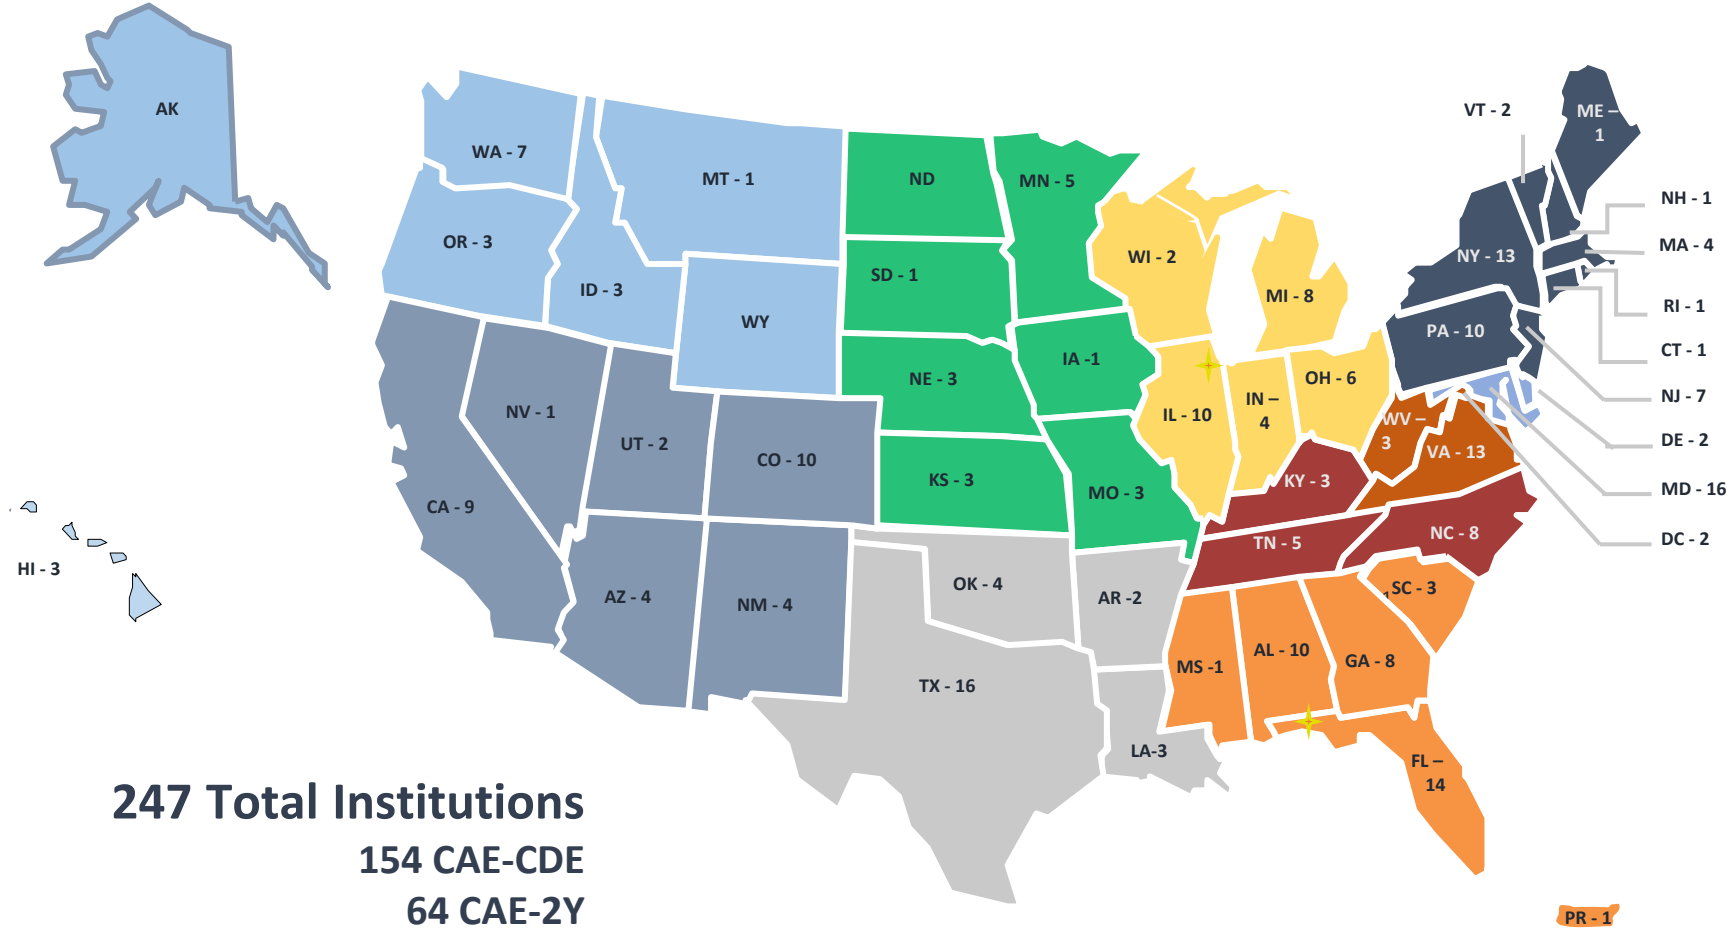 AK
VT - 2
ME –
1
WA - 7
MT - 1
ND
MN - 5
NH - 1
OR - 3
MA - 4
WI - 2
NY - 13
SD - 1
ID - 3
MI - 8
RI - 1
WY
PA - 10
CT - 1
IA -1
NE - 3
OH - 6
NJ - 7
NV - 1
IL - 10
IN –
4
WV –
3
DE - 2
UT - 2
CO - 10
VA - 13
KS - 3
KY - 3
MO - 3
MD - 16
CA - 9
NC - 8
TN - 5
DC - 2
HI - 3
OK - 4
SC - 3
1
AZ - 4
NM - 4
AR -2
AL - 10
GA - 8
MS -1
TX - 16
LA-3
FL –
14
247 Total Institutions
154 CAE-CDE
64 CAE-2Y
PR - 1